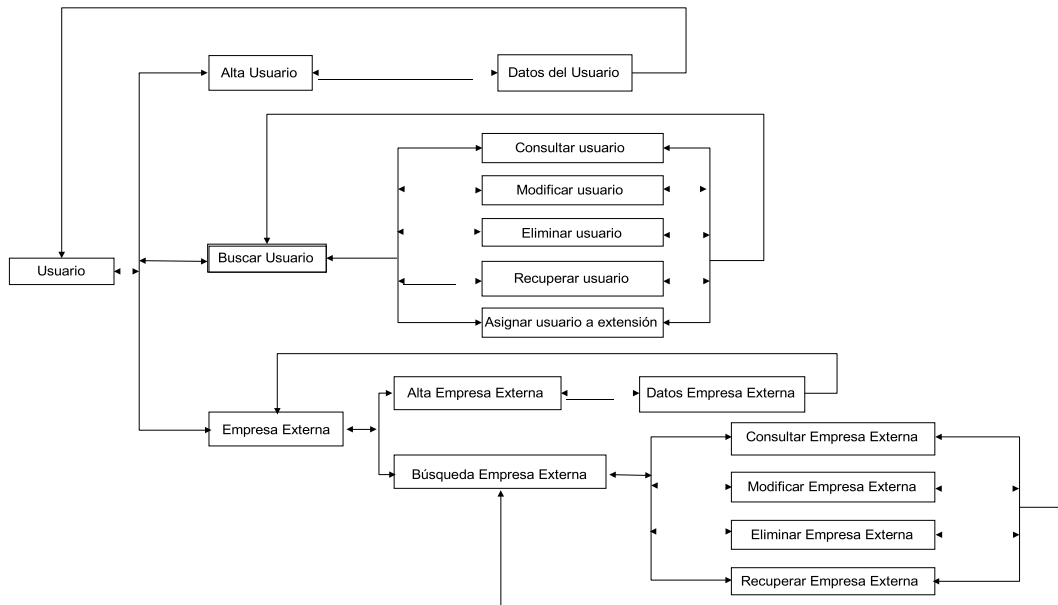 Alta Usuario
Datos del Usuario
Consultar usuario
Modificar usuario
Eliminar usuario
Buscar Usuario
Usuario
Recuperar usuario
Asignar usuario a extensión
Alta Empresa Externa
Datos Empresa Externa
Empresa Externa
Consultar Empresa Externa
Búsqueda Empresa Externa
Modificar Empresa Externa
Eliminar Empresa Externa
Recuperar Empresa Externa